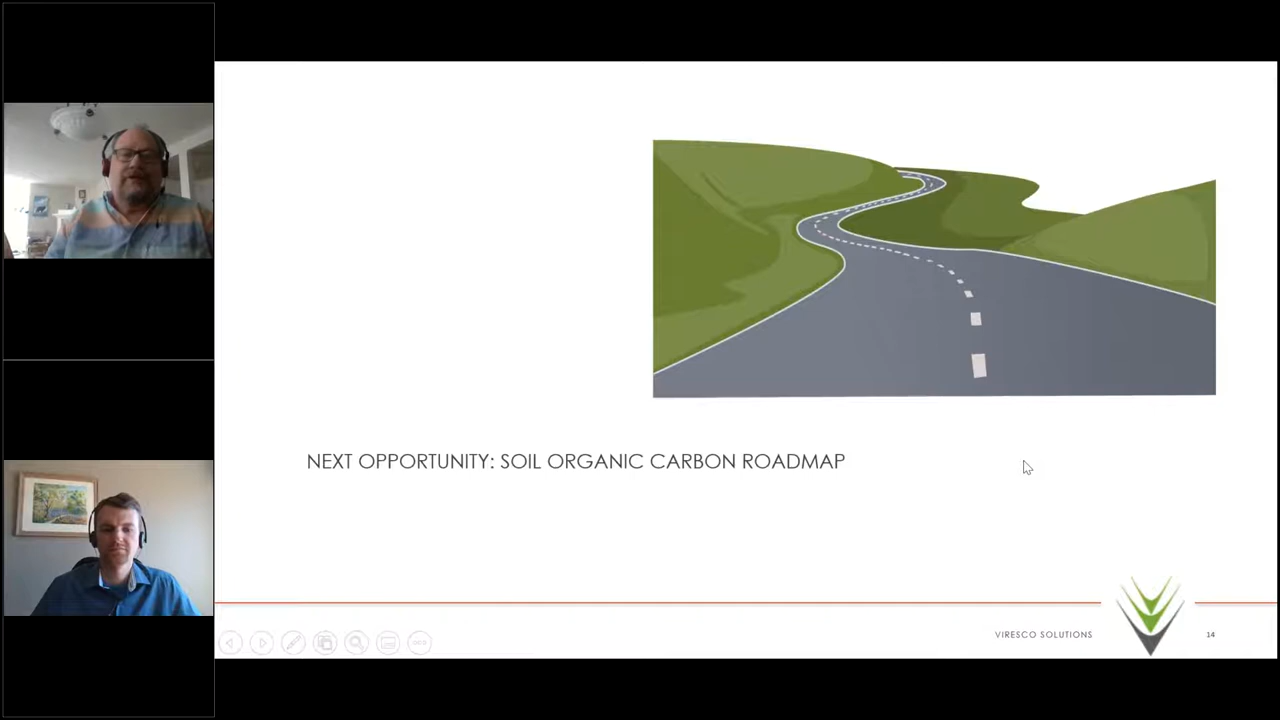 NEXT OPPORTUNITY: SOIL ORGANIC CARBON ROADMAP
VIRESCO SOLUTIONS
14